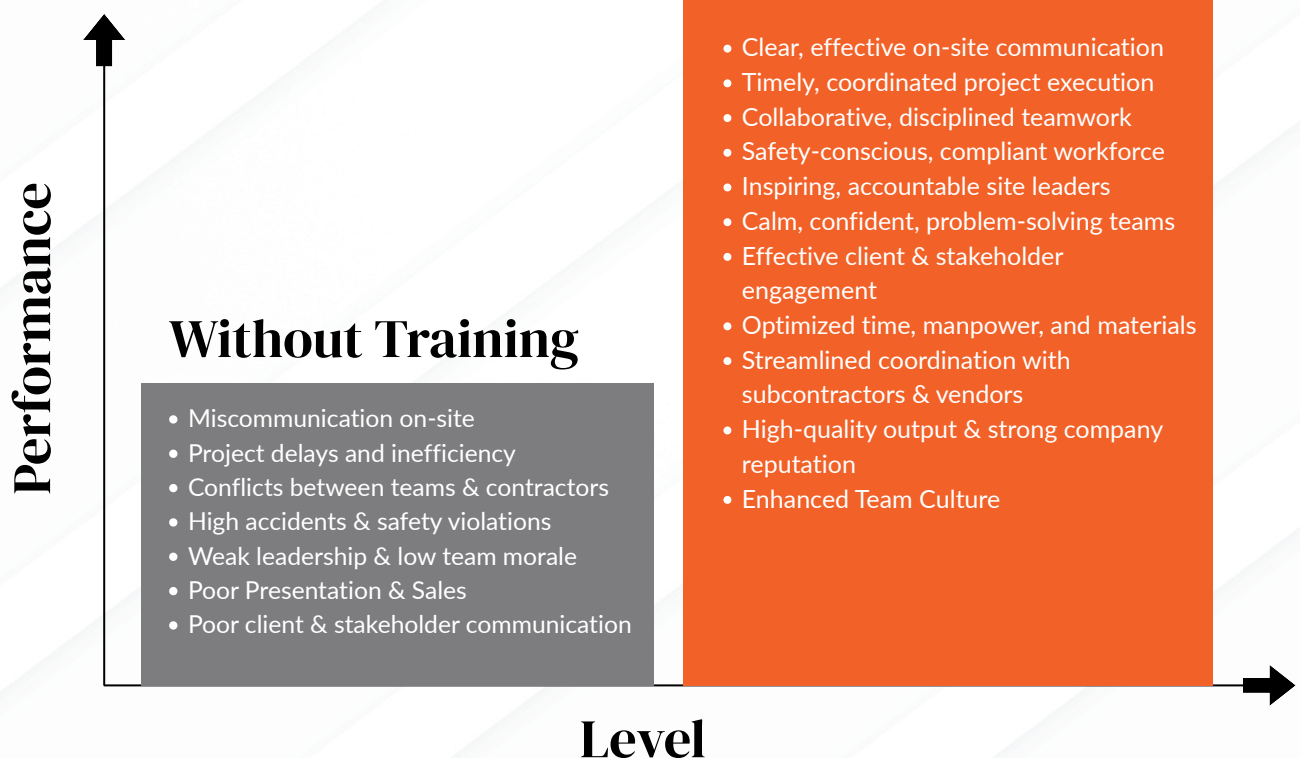 Performance
Without Training
• Miscommunication on-site
• Project delays and inefficiency
• Conflicts between teams & contractors
• High accidents & safety violations
• Weak leadership & low team morale
• Poor Presentation & Sales
• Poor client & stakeholder communication
• Clear, effective on-site communication
• Timely, coordinated project execution
• Collaborative, disciplined teamwork
• Safety-conscious, compliant workforce
• Inspiring, accountable site leaders
• Calm, confident, problem-solving teams
• Effective client & stakeholder
engagement
• Optimized time, manpower, and materials
• Streamlined coordination with
subcontractors & vendors
• High-quality output & strong company
reputation
• Enhanced Team Culture
Level